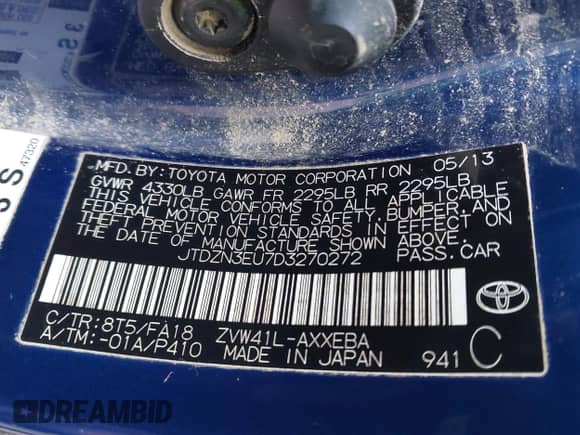 47320
MFD. BY: TOYOTA MOTOR CORPORATION 05/13
GVWR 4330LB GAWR FR 2295LB RR 2295LB
THIS VEHICLE CONFORMS TO ALL APPLICABLE
FEDERAL MOTOR VEHICLE SAFETY, BUMPER, AND
THEFT PREVENTION STANDARDS IN EFFECT ON
THE DATE OF MANUFACTURE SHOWN ABOVE.
JTDZN3EU7D3270272 PASS. CAR
C/TR: 8T5/FA18 ZVW41L-AXXEBA
A/TM: -01A/P410 MADE IN JAPAN 941 C
DREAMBID